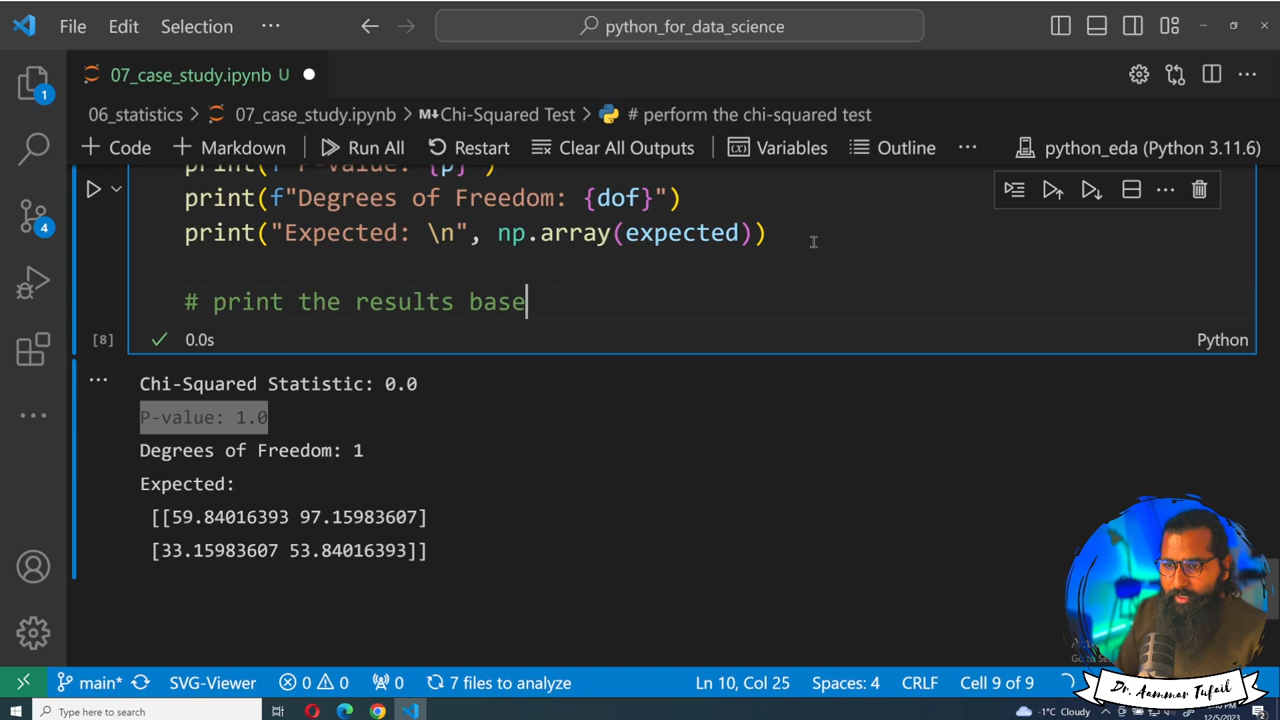 File Edit Selection ··· python_for_data_science
07_case_study.ipynb U
06_statistics > 07_case_study.ipynb > M↓Chi-Squared Test > # perform the chi-squared test
+ Code + Markdown Run All Restart Clear All Outputs Variables Outline ··· python_eda (Python 3.11.6)
print(f"Degrees of Freedom: {dof}")
print("Expected: \n", np.array(expected))
# print the results base
[8] 0.0s Python
Chi-Squared Statistic: 0.0
P-value: 1.0
Degrees of Freedom: 1
Expected:
[[59.84016393 97.15983607]
[33.15983607 53.84016393]]
1
4
main* SVG-Viewer 0 0 0 7 files to analyze Ln 10, Col 25 Spaces: 4 CRLF Cell 9 of 9
Dr. Aammar Tufail
Type here to search -1°C Cloudy 12/5/2023